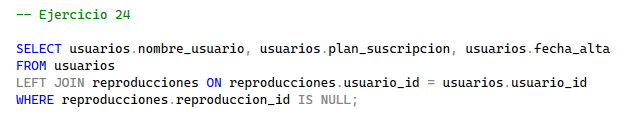 -- Ejercicio 24
SELECT usuarios.nombre_usuario, usuarios.plan_suscripcion, usuarios.fecha_alta
FROM usuarios
LEFT JOIN reproducciones ON reproducciones.usuario_id = usuarios.usuario_id
WHERE reproducciones.reproduccion_id IS NULL;